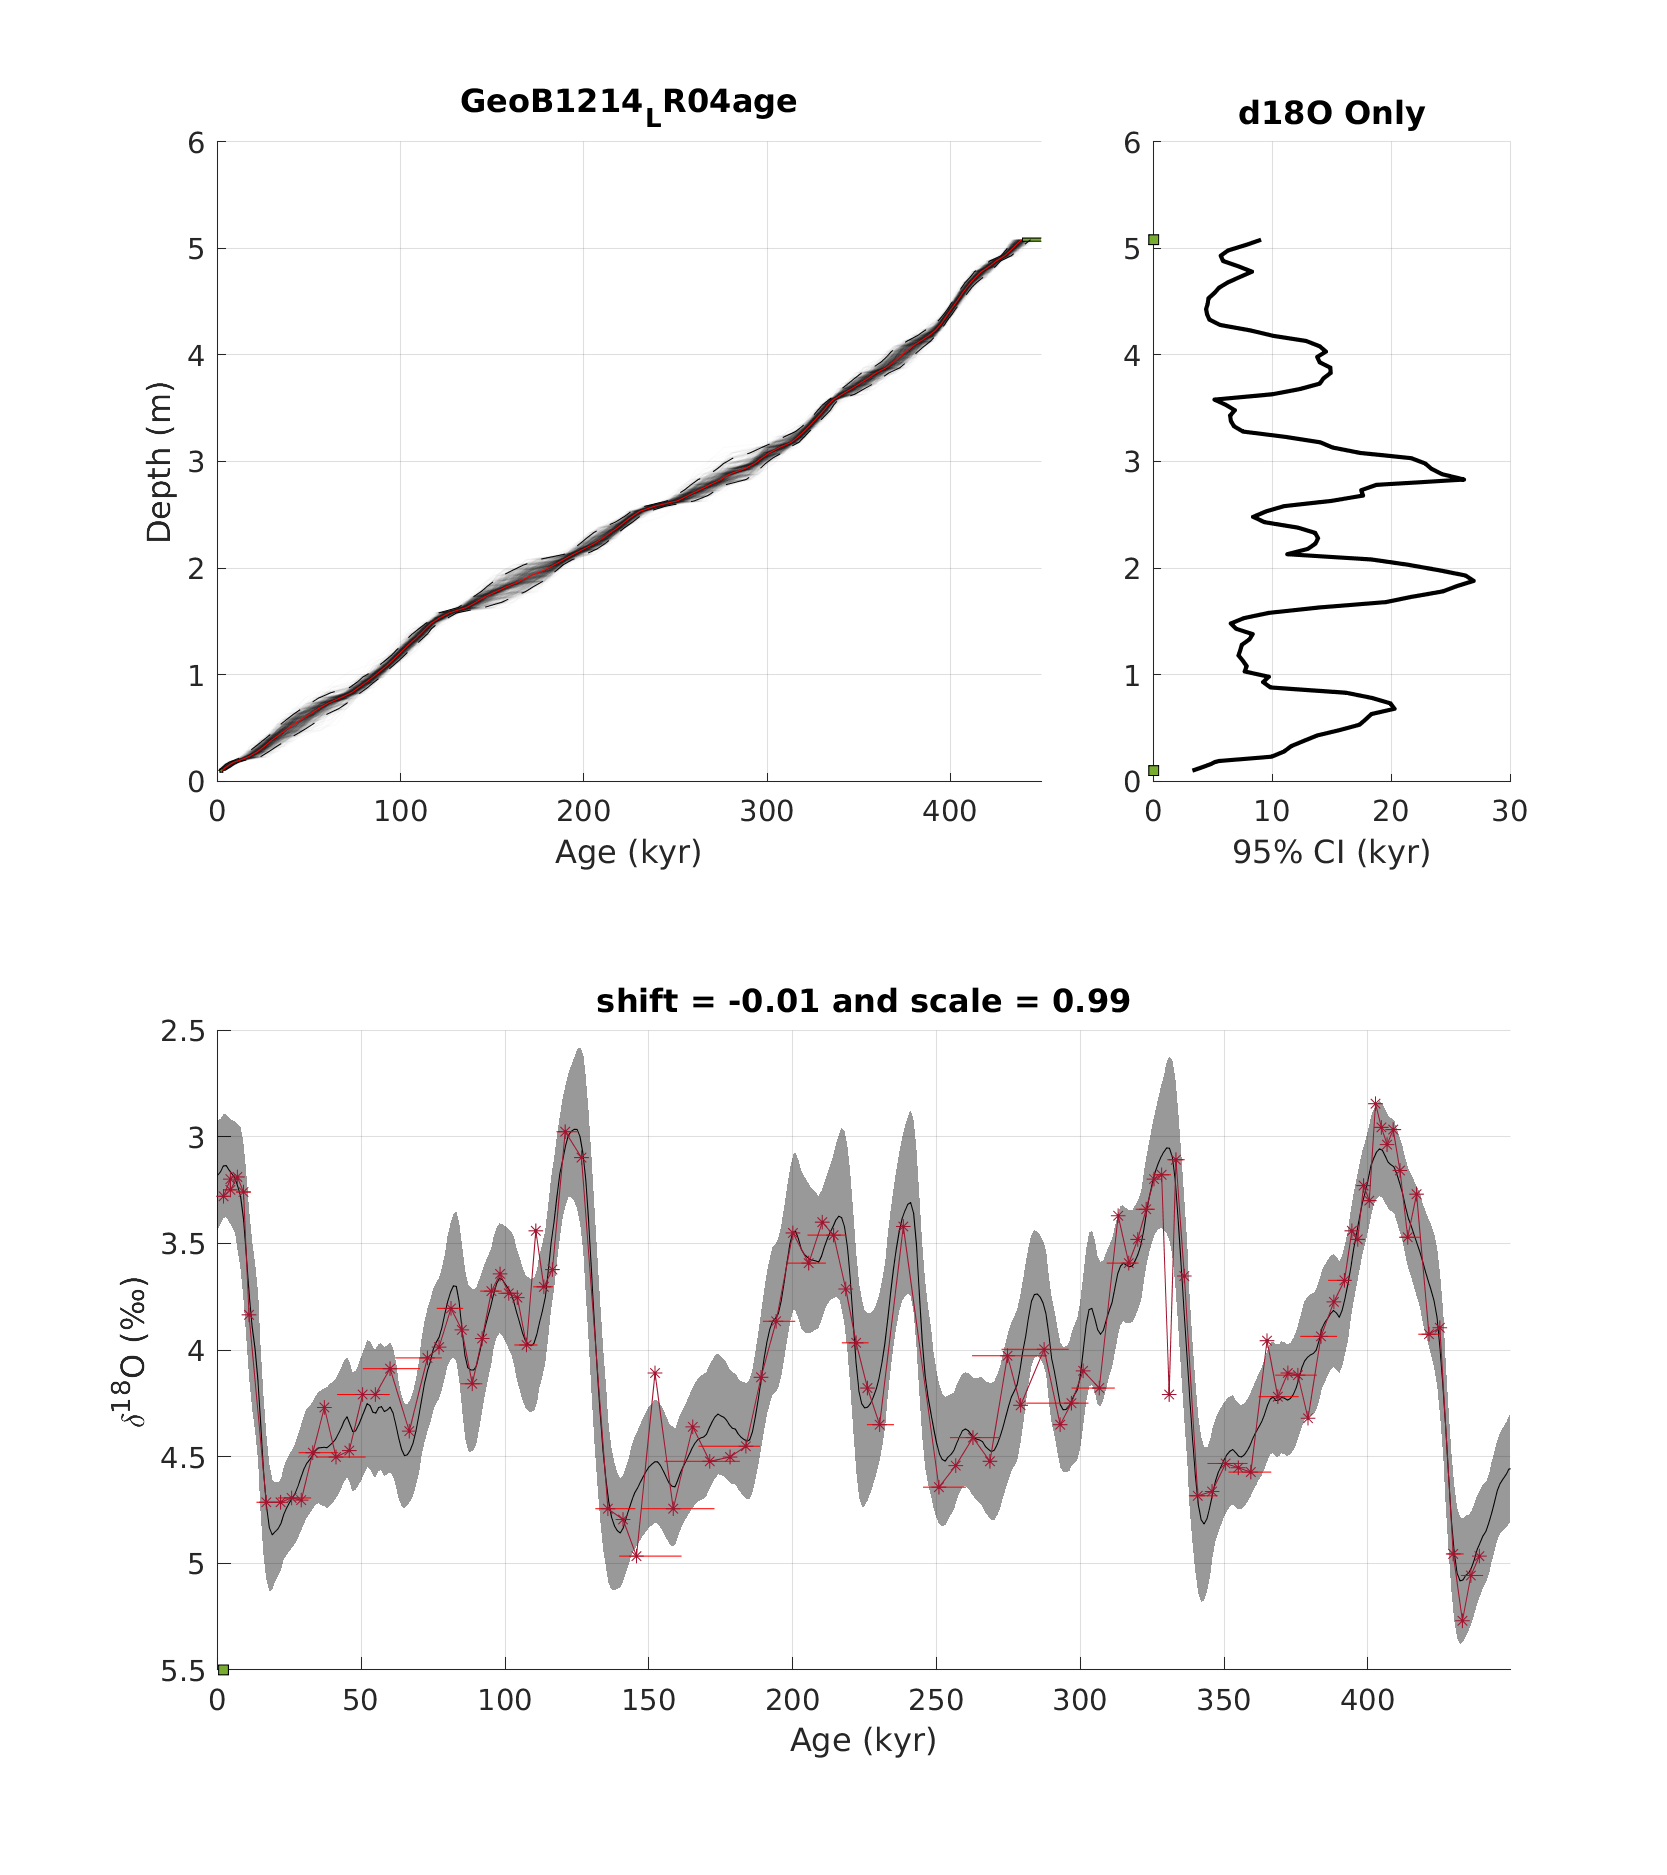 GeoB1214LR04age
d18O Only
6
5
4
3
2
1
0
Depth (m)
0 100 200 300 400
Age (kyr)
6
5
4
3
2
1
0
0 10 20 30
95% CI (kyr)
shift = -0.01 and scale = 0.99
2.5
3
3.5
4
4.5
5
5.5
δ18O (‰)
0 50 100 150 200 250 300 350 400
Age (kyr)